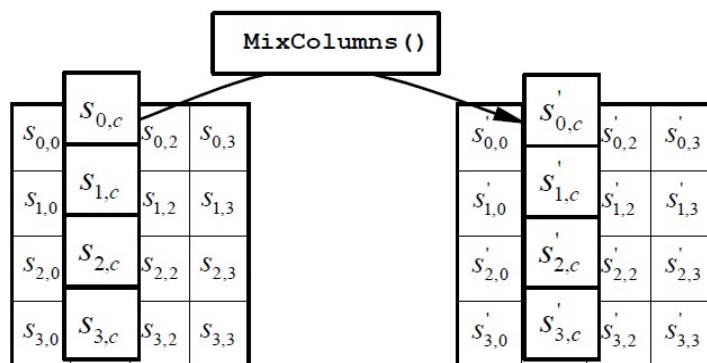 MixColumns()
s0,0 s0,c s0,2 s0,3 s'0,0 s'0,c s'0,2 s'0,3
s1,0 s1,c s1,2 s1,3 s'1,0 s'1,c s'1,2 s'1,3
s2,0 s2,c s2,2 s2,3 s'2,0 s'2,c s'2,2 s'2,3
s3,0 s3,c s3,2 s3,3 s'3,0 s'3,c s'3,2 s'3,3